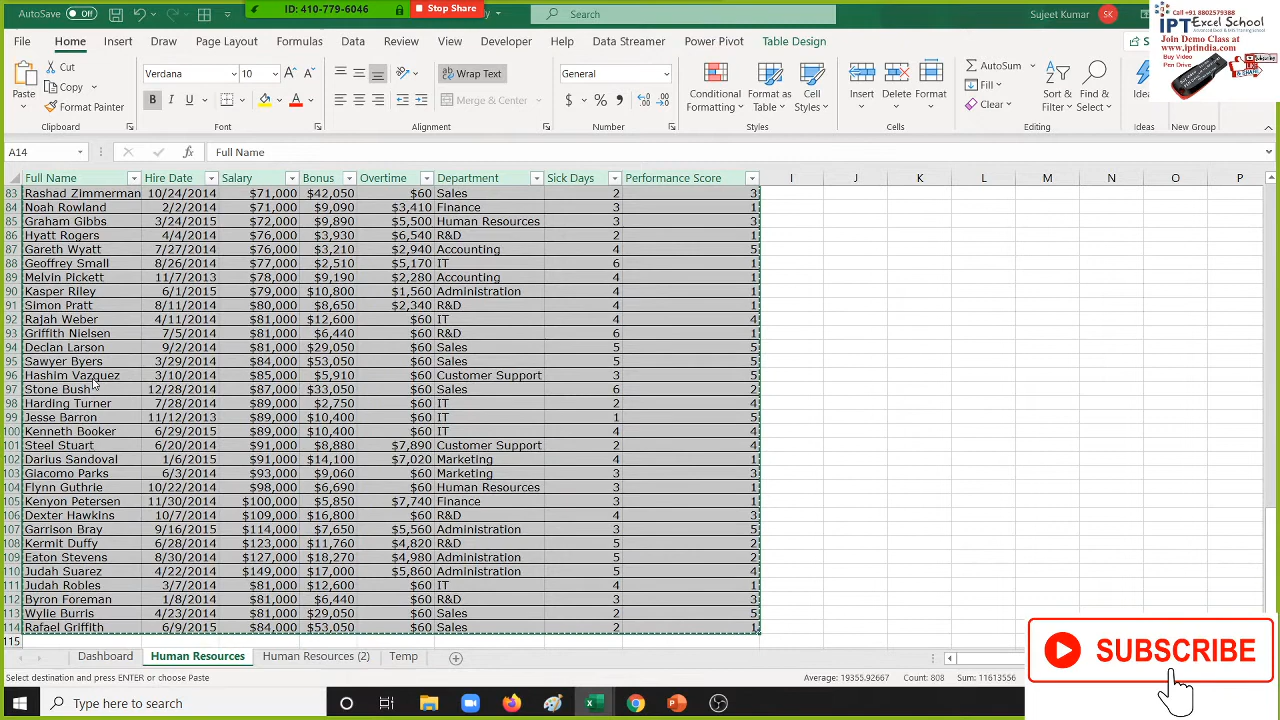 AutoSave Off
ID: 410-779-6046
Stop Share
Search
Sujeet Kumar
SK
Call +91 8802579388
IPT Excel School
Join Demo Class at
www.iptindia.com
Buy Video
Pen Drive
File Home Insert Draw Page Layout Formulas Data Review View Developer Help Data Streamer Power Pivot Table Design
Paste
Cut
Copy
Format Painter
Clipboard
Verdana 10
B I U
Font
Wrap Text
Merge & Center
Alignment
General
$ % ,
Number
Conditional Formatting
Format as Table
Cell Styles
Styles
Insert Delete Format
Cells
AutoSum
Fill
Clear
Sort & Filter
Find & Select
Editing
Ideas
Ideas
New Group
A14 fx Full Name
Full Name Hire Date Salary Bonus Overtime Department Sick Days Performance Score I J K L M N O P
83 Rashad Zimmerman 10/24/2014 $71,000 $42,050 $60 Sales 2 3
84 Noah Rowland 2/2/2014 $71,000 $9,090 $3,410 Finance 3 1
85 Graham Gibbs 3/24/2015 $72,000 $9,890 $5,500 Human Resources 3 3
86 Hyatt Rogers 4/4/2014 $76,000 $3,930 $6,540 R&D 2 1
87 Gareth Wyatt 7/27/2014 $76,000 $3,210 $2,940 Accounting 4 5
88 Geoffrey Small 8/26/2014 $77,000 $2,510 $5,170 IT 6 1
89 Melvin Pickett 11/7/2013 $78,000 $9,190 $2,280 Accounting 4 1
90 Kasper Riley 6/1/2015 $79,000 $10,800 $1,560 Administration 4 1
91 Simon Pratt 8/11/2014 $80,000 $8,650 $2,340 R&D 4 1
92 Rajah Weber 4/11/2014 $81,000 $12,600 $60 IT 4 4
93 Griffith Nielsen 7/5/2014 $81,000 $6,440 $60 R&D 6 1
94 Declan Larson 9/2/2014 $81,000 $29,050 $60 Sales 5 5
95 Sawyer Byers 3/29/2014 $84,000 $53,050 $60 Sales 5 5
96 Hashim Vazquez 3/10/2014 $85,000 $5,910 $60 Customer Support 3 5
97 Stone Bush 12/28/2014 $87,000 $33,050 $60 Sales 6 2
98 Harding Turner 7/28/2014 $89,000 $2,750 $60 IT 2 4
99 Jesse Barron 11/12/2013 $89,000 $10,400 $60 IT 1 5
100 Kenneth Booker 6/29/2015 $89,000 $10,400 $60 IT 4 4
101 Steel Stuart 6/20/2014 $91,000 $8,880 $7,890 Customer Support 2 4
102 Darius Sandoval 1/6/2015 $91,000 $14,100 $7,020 Marketing 4 1
103 Giacomo Parks 6/3/2014 $93,000 $9,060 $60 Marketing 3 3
104 Flynn Guthrie 10/22/2014 $98,000 $6,690 $60 Human Resources 3 1
105 Kenyon Petersen 11/30/2014 $100,000 $5,850 $7,740 Finance 3 1
106 Dexter Hawkins 10/7/2014 $109,000 $16,800 $60 R&D 4 3
107 Garrison Bray 9/16/2015 $114,000 $7,650 $5,560 Administration 3 5
108 Kermit Duffy 6/28/2014 $123,000 $11,760 $4,820 R&D 5 2
109 Eaton Stevens 8/30/2014 $127,000 $18,270 $4,980 Administration 5 2
110 Judah Suarez 4/22/2014 $149,000 $17,000 $5,860 Administration 5 4
111 Judah Robles 3/7/2014 $81,000 $12,600 $60 IT 4 1
112 Byron Foreman 1/8/2014 $81,000 $6,440 $60 R&D 3 3
113 Wylie Burris 4/23/2014 $81,000 $29,050 $60 Sales 2 5
114 Rafael Griffith 6/9/2015 $84,000 $53,050 $60 Sales 2 1
115
Dashboard Human Resources Human Resources (2) Temp
Select destination and press ENTER or choose Paste
Average: 19355.92667 Count: 808 Sum: 11613556
SUBSCRIBE
Type here to search